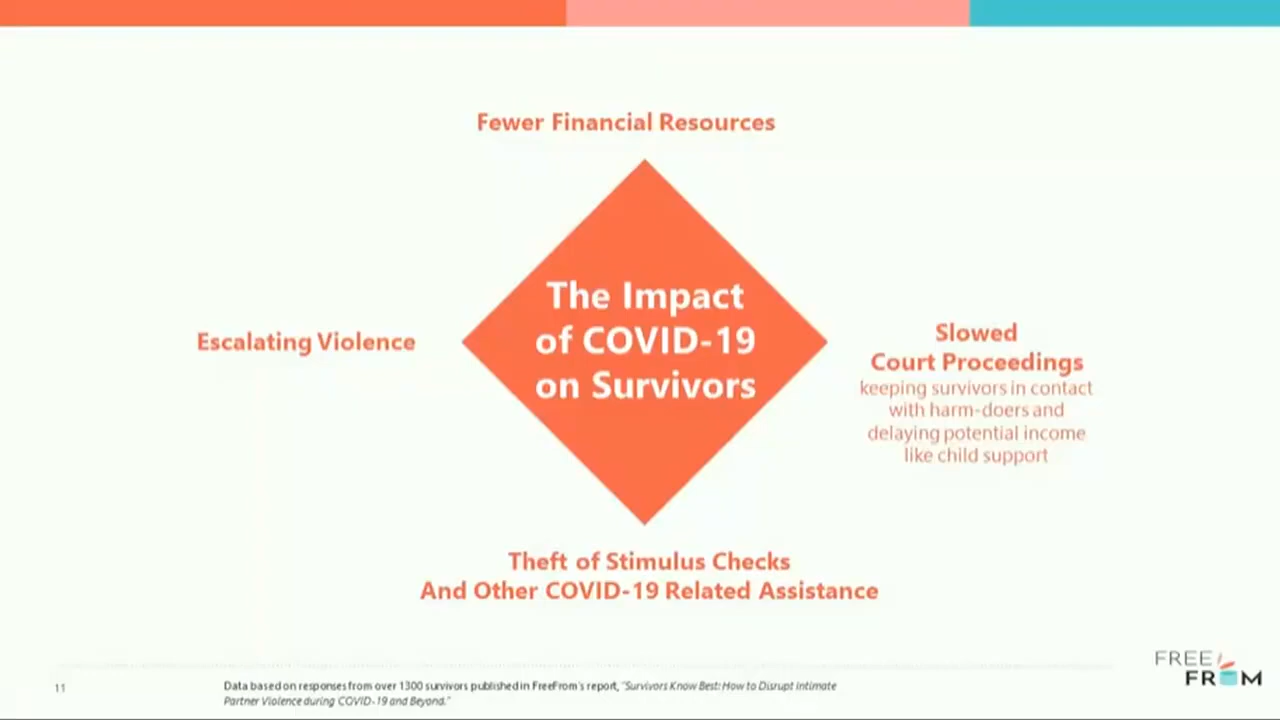 Fewer Financial Resources
The Impact
of COVID-19
on Survivors
Escalating Violence
Slowed
Court Proceedings
keeping survivors in contact
with harm-doers and
delaying potential income
like child support
Theft of Stimulus Checks
And Other COVID-19 Related Assistance
11
Data based on responses from over 1300 survivors published in FreeFrom's report, "Survivors Know Best: How to Disrupt Intimate
Partner Violence during COVID-19 and Beyond."
FREE
FROM